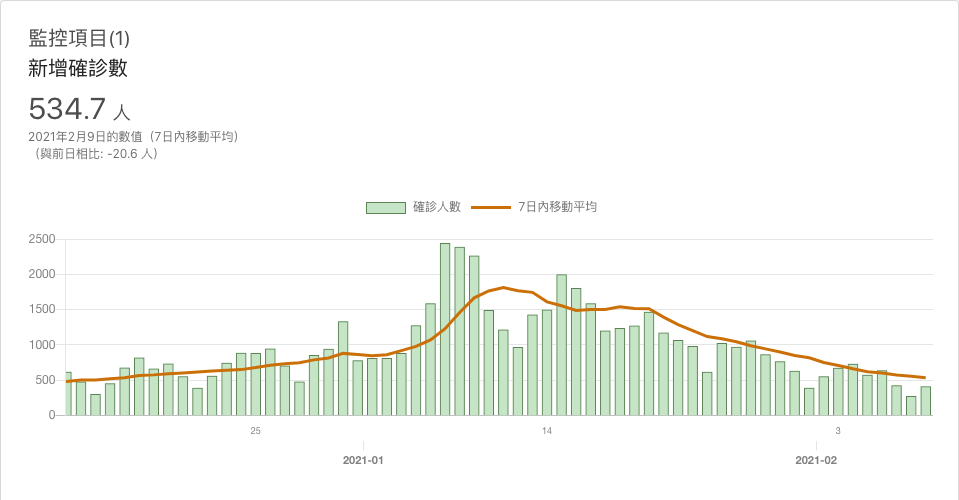 監控項目(1)
新增確診數
534.7 人
2021年2月9日的數值（7日內移動平均）
（與前日相比: -20.6 人）
確診人數 7日內移動平均
2500
2000
1500
1000
500
0
25 14 3
2021-01 2021-02